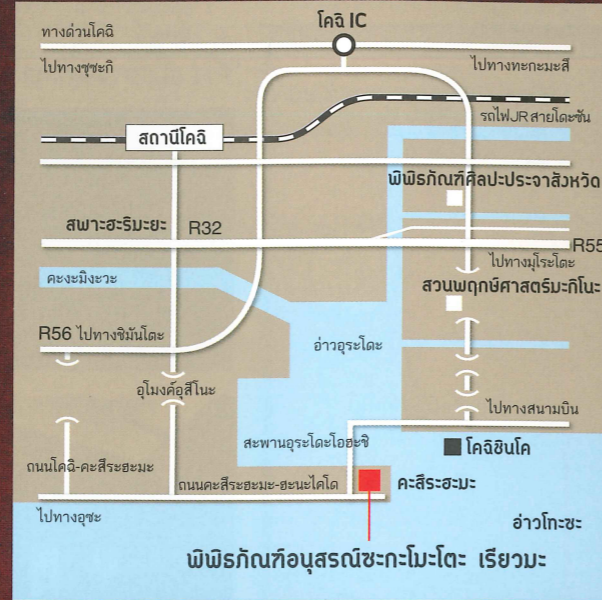 โคฉิ IC
ทางด่วนโคฉิ
ไปทางซุซะกิ
ไปทางทะกะมะสึ
รถไฟJR สายโดะซัน
สถานีโคฉิ
พิพิธภัณฑ์ศิลปะประจาสังหวัด
สพาะฮะริมะยะ R32
R55
ไปทางมุโระโตะ
คะงะมิงะวะ
สวนพฤกษ์ศาสตร์มะกิโนะ
R56 ไปทางชิมันโตะ
อ่าวอุระโดะ
อุโมงค์อุสึโนะ
ไปทางสนามบิน
สะพานอุระโดะโอฮะชิ
โคฉิชินโค
ถนนโคฉิ-คะสึระฮะมะ
ถนนคะสึระฮะมะ-ฮะนะไคโด
คะสึระฮะมะ
ไปทางอุซะ
อ่าวโทะซะ
พิพิธภัณฑ์อนุสรณ์ซะกะโมะโตะ เรียวมะ